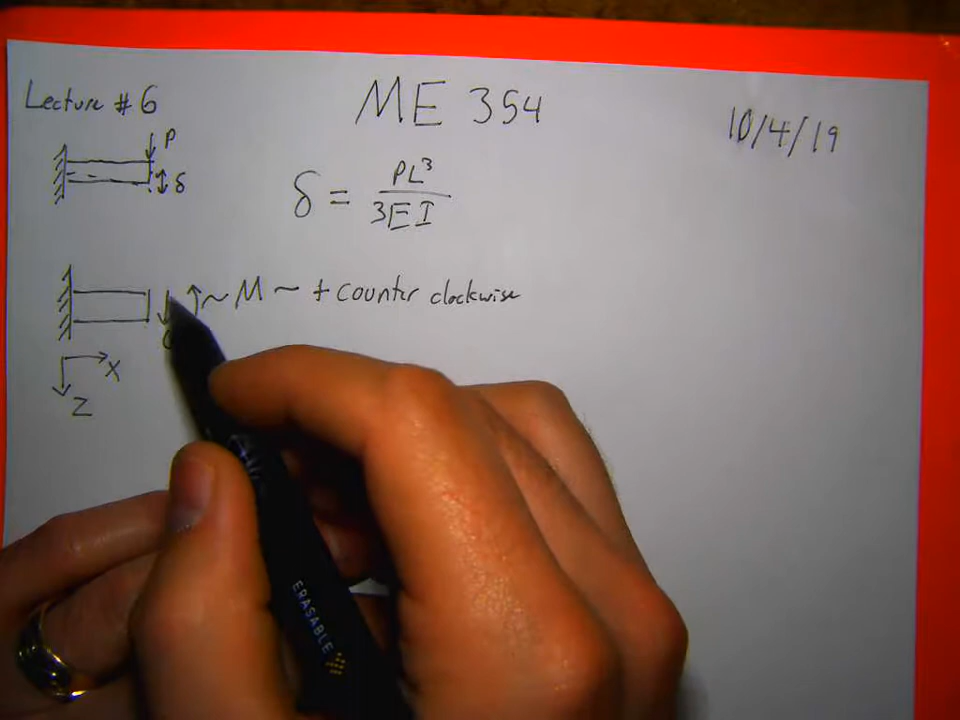 Lecture # 6
ME 354
10/4/19
P
δ
δ = PL³ / 3EI
~ M ~ + counter clockwise
X
Z
ERASABLE